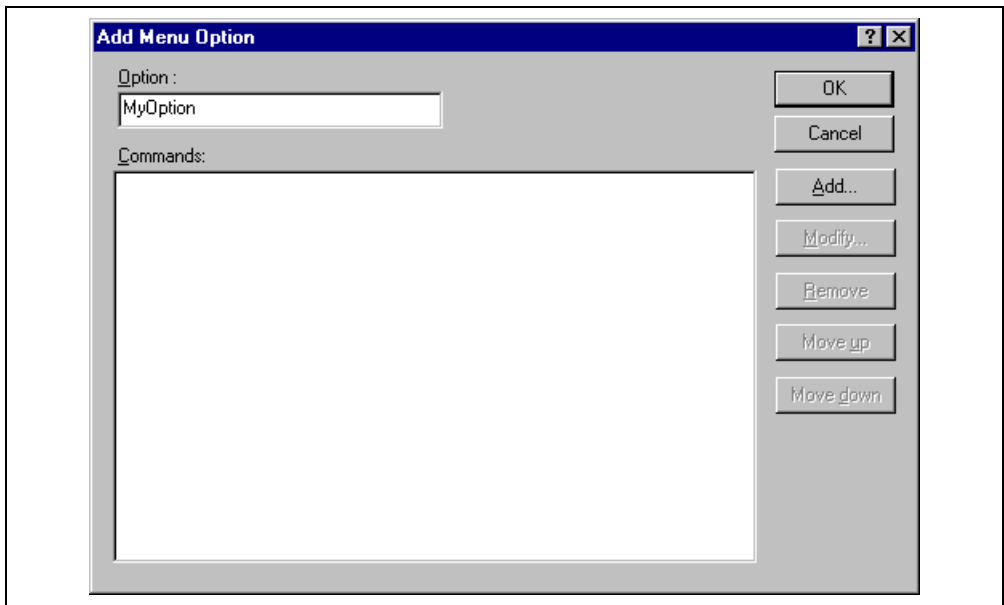 Add Menu Option
Option :
MyOption
Commands:
OK
Cancel
Add...
Modify...
Remove
Move up
Move down